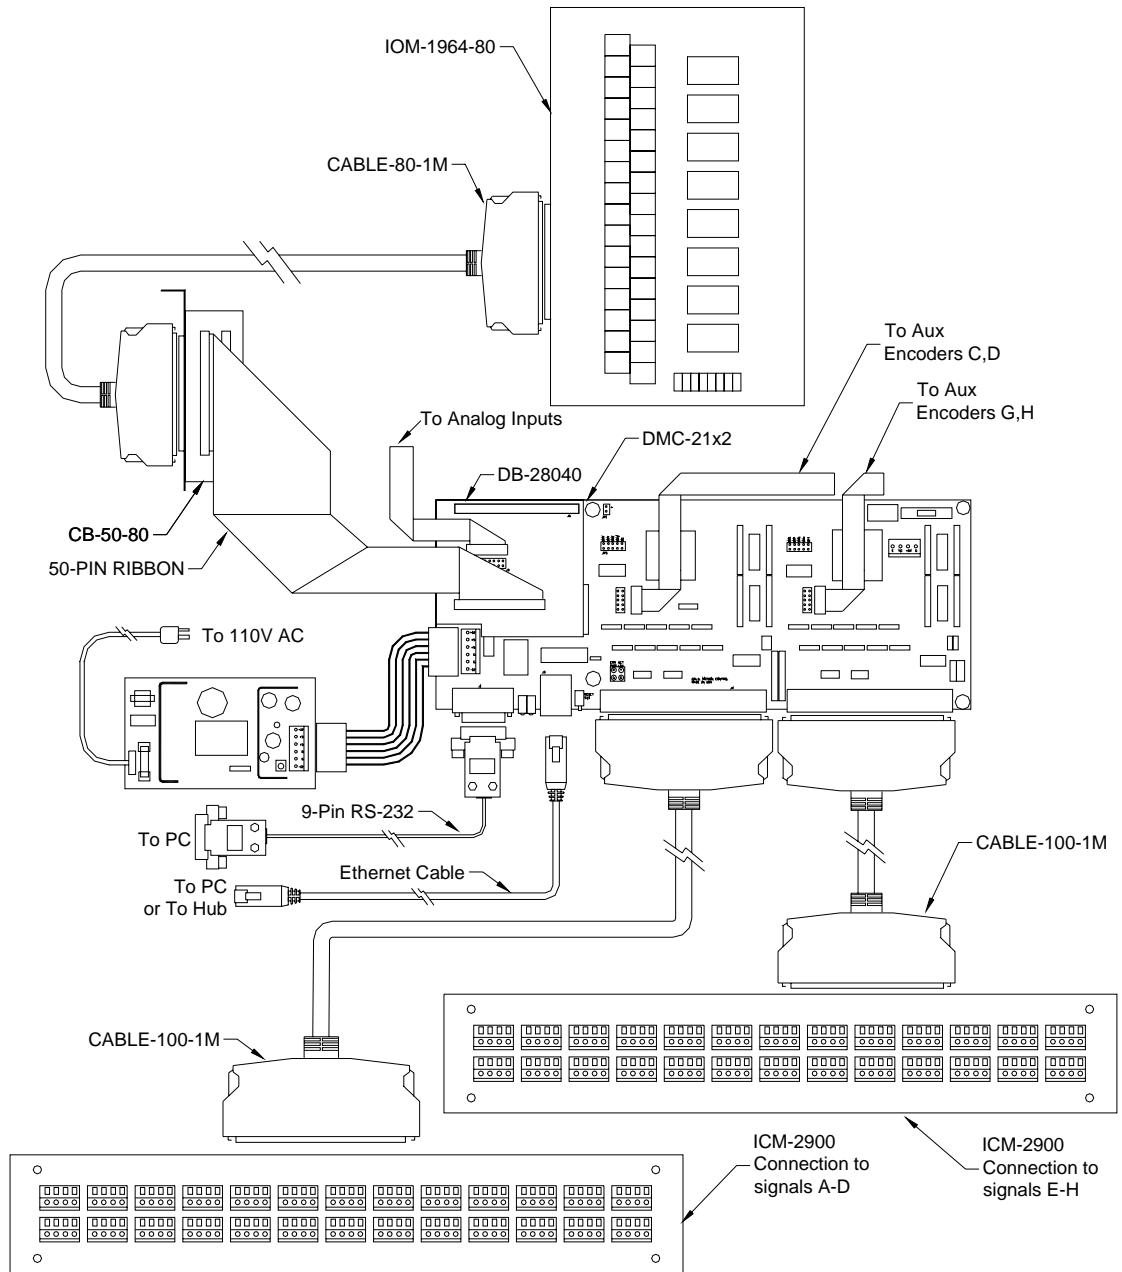 IOM-1964-80
CABLE-80-1M
To Aux
Encoders C,D
To Aux
Encoders G,H
To Analog Inputs
DMC-21x2
DB-28040
CB-50-80
50-PIN RIBBON
To 110V AC
9-Pin RS-232
To PC
Ethernet Cable
To PC
or To Hub
CABLE-100-1M
CABLE-100-1M
ICM-2900
Connection to
signals A-D
ICM-2900
Connection to
signals E-H